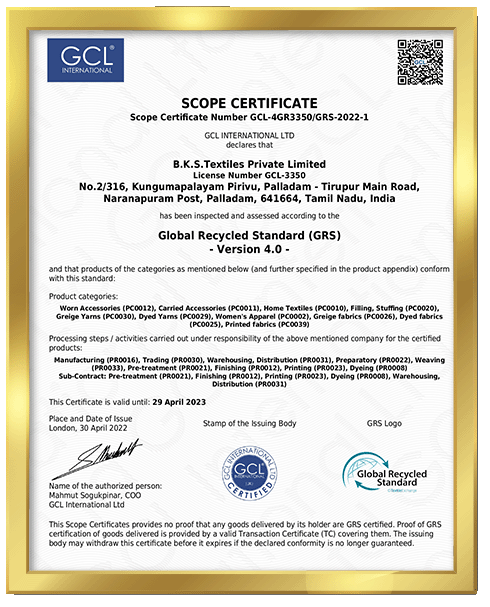 GCL®
INTERNATIONAL
SCOPE CERTIFICATE
Scope Certificate Number GCL-4GR3350/GRS-2022-1
GCL INTERNATIONAL LTD
declares that
B.K.S.Textiles Private Limited
License Number GCL-3350
No.2/316, Kungumapalayam Pirivu, Palladam - Tirupur Main Road,
Naranapuram Post, Palladam, 641664, Tamil Nadu, India
has been inspected and assessed according to the
Global Recycled Standard (GRS)
- Version 4.0 -
and that products of the categories as mentioned below (and further specified in the product appendix) conform
with this standard:
Product categories:
Worn Accessories (PC0012), Carried Accessories (PC0011), Home Textiles (PC0010), Filling, Stuffing (PC0020),
Greige Yarns (PC0030), Dyed Yarns (PC0029), Women's Apparel (PC0002), Greige fabrics (PC0026), Dyed fabrics
(PC0025), Printed fabrics (PC0039)
Processing steps / activities carried out under responsibility of the above mentioned company for the certified
products:
Manufacturing (PR0016), Trading (PR0030), Warehousing, Distribution (PR0031), Preparatory (PR0022), Weaving
(PR0033), Pre-treatment (PR0021), Finishing (PR0012), Printing (PR0023), Dyeing (PR0008)
Sub-Contract: Pre-treatment (PR0021), Finishing (PR0012), Printing (PR0023), Dyeing (PR0008), Warehousing,
Distribution (PR0031)
This Certificate is valid until: 29 April 2023
Place and Date of Issue
London, 30 April 2022
Stamp of the Issuing Body
GRS Logo
GCL INTERNATIONAL LTD
GCL
INTERNATIONAL
CERTIFIED
Global Recycled
Standard
Name of the authorized person:
Mahmut Sogukpinar, COO
GCL International Ltd
This Scope Certificates provides no proof that any goods delivered by its holder are GRS certified. Proof of GRS
certification of goods delivered is provided by a valid Transaction Certificate (TC) covering them. The issuing
body may withdraw this certificate before it expires if the declared conformity is no longer guaranteed.